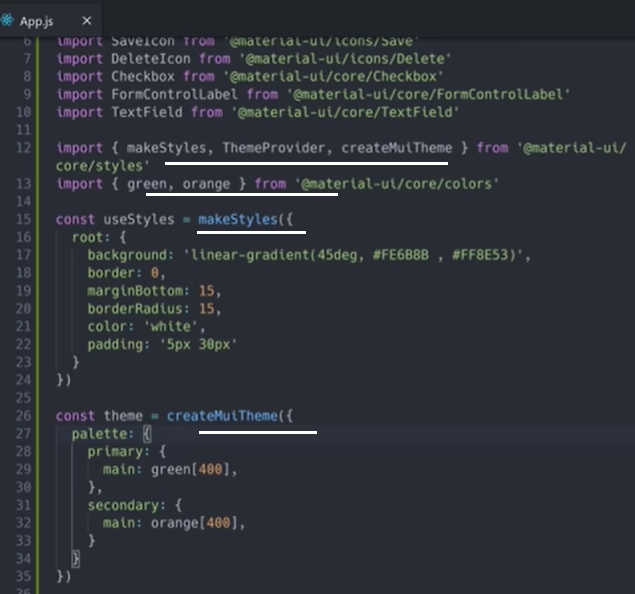 App.js ×
6 import SaveIcon from '@material-ui/icons/Save'
7 import DeleteIcon from '@material-ui/icons/Delete'
8 import Checkbox from '@material-ui/core/Checkbox'
9 import FormControlLabel from '@material-ui/core/FormControlLabel'
10 import TextField from '@material-ui/core/TextField'
11
12 import { makeStyles, ThemeProvider, createMuiTheme } from '@material-ui/
core/styles'
13 import { green, orange } from '@material-ui/core/colors'
14
15 const useStyles = makeStyles({
16 root: {
17 background: 'linear-gradient(45deg, #FE6B8B , #FF8E53)',
18 border: 0,
19 marginBottom: 15,
20 borderRadius: 15,
21 color: 'white',
22 padding: '5px 30px'
23 }
24 })
25
26 const theme = createMuiTheme({
27 palette: {
28 primary: {
29 main: green[400],
30 },
31 secondary: {
32 main: orange[400],
33 }
34 }
35 })
36